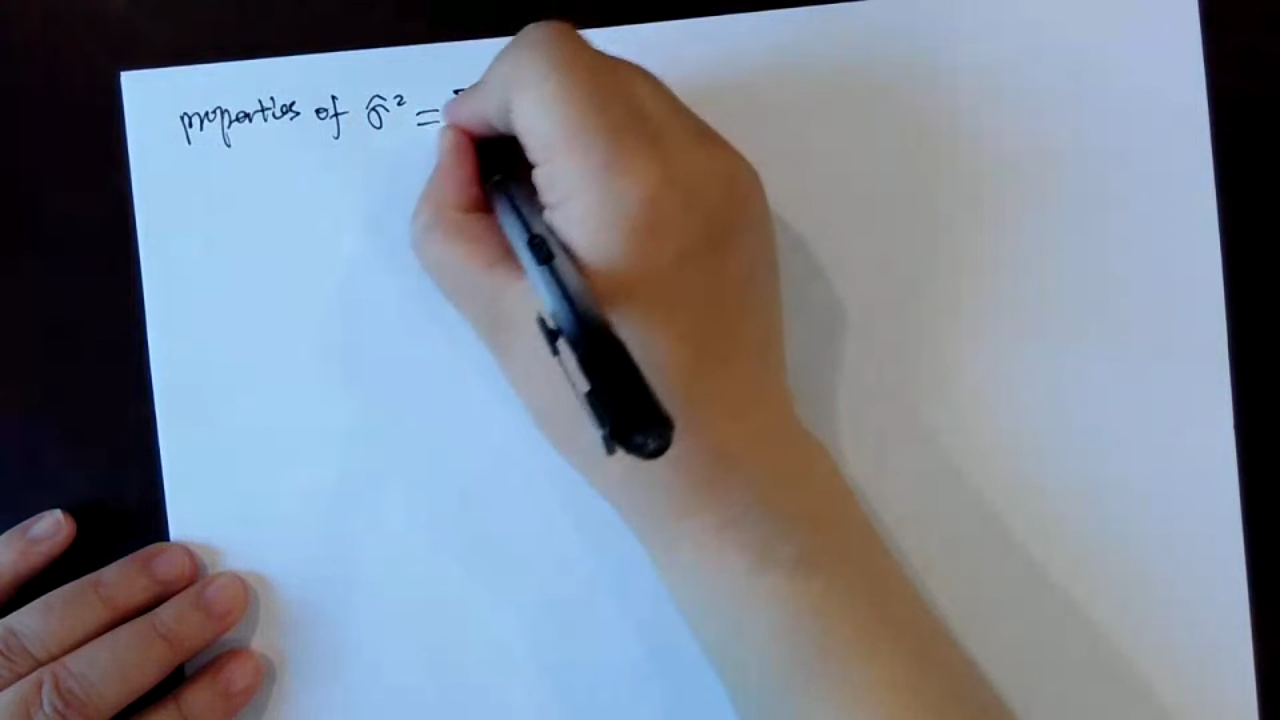 properties of σ̂² =